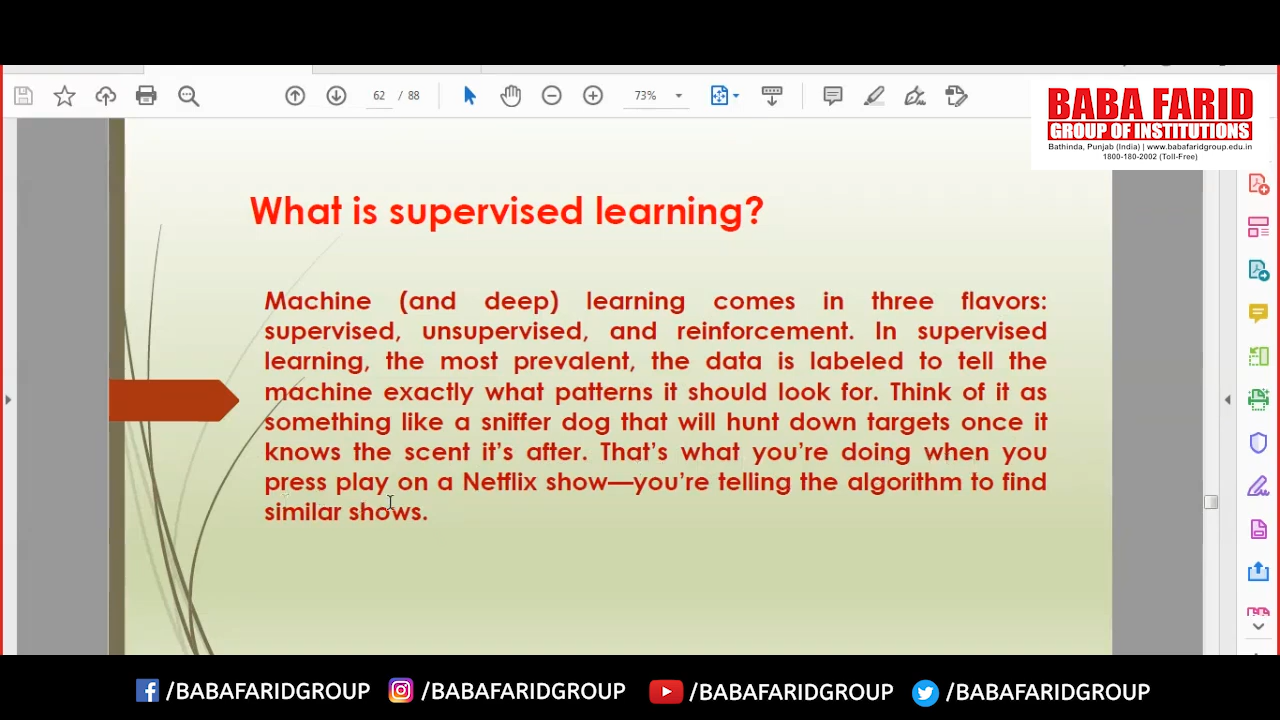 62 / 88
73%
BABA FARID
GROUP OF INSTITUTIONS
Bathinda, Punjab (India) | www.babafaridgroup.edu.in
1800-180-2002 (Toll-Free)
What is supervised learning?
Machine (and deep) learning comes in three flavors:
supervised, unsupervised, and reinforcement. In supervised
learning, the most prevalent, the data is labeled to tell the
machine exactly what patterns it should look for. Think of it as
something like a sniffer dog that will hunt down targets once it
knows the scent it's after. That's what you're doing when you
press play on a Netflix show—you're telling the algorithm to find
similar shows.
/BABAFARIDGROUP
/BABAFARIDGROUP
/BABAFARIDGROUP
/BABAFARIDGROUP